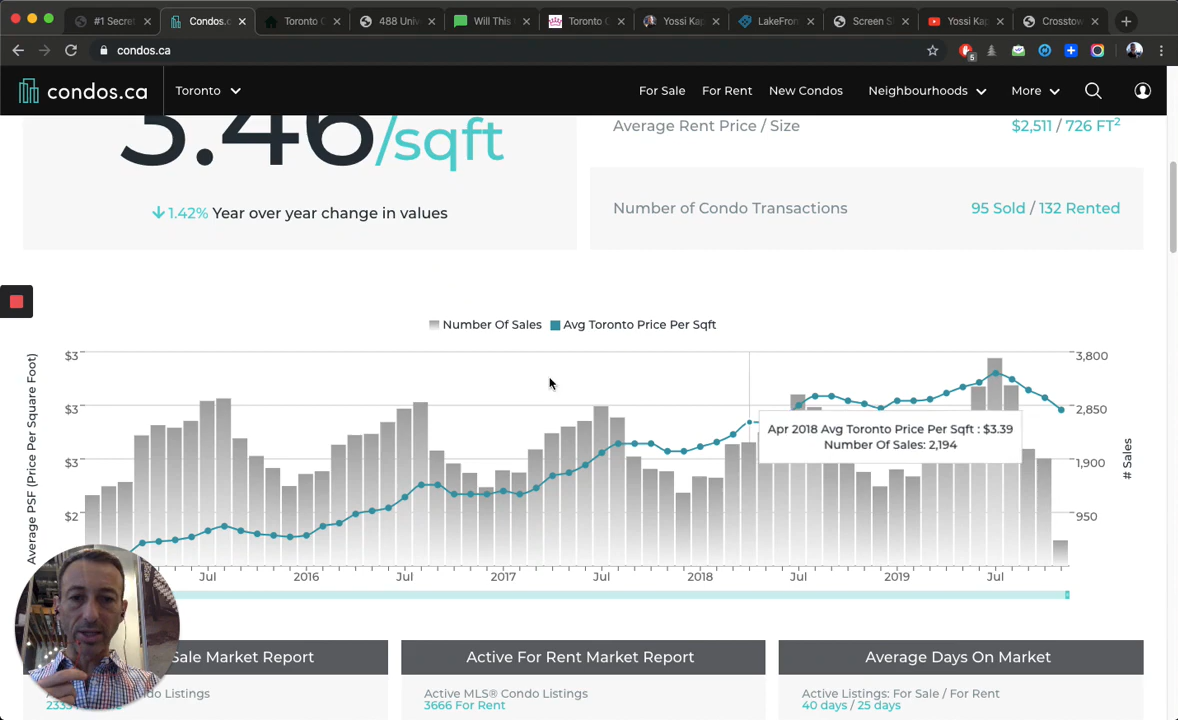 #1 Secret
Condos.c
Toronto C
488 Unive
Will This
Toronto C
Yossi Kap
LakeFron
Screen S
Yossi Kap
Crosstow
condos.ca
5
condos.ca
Toronto
For Sale
For Rent
New Condos
Neighbourhoods
More
3.46/sqft
1.42% Year over year change in values
Average Rent Price / Size
$2,511 / 726 FT²
Number of Condo Transactions
95 Sold / 132 Rented
Number Of Sales
Avg Toronto Price Per Sqft
Average PSF (Price Per Square Foot)
$3
$3
$3
$2
3,800
2,850
1,900
950
# Sales
Apr 2018 Avg Toronto Price Per Sqft : $3.39
Number Of Sales: 2,194
Jul
2016
Jul
2017
Jul
2018
Jul
2019
Jul
Sale Market Report
Active For Rent Market Report
Active MLS® Condo Listings
3666 For Rent
Average Days On Market
Active Listings: For Sale / For Rent
40 days / 25 days